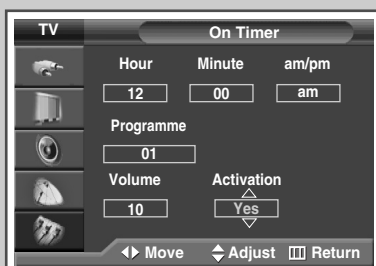 TV On Timer
Hour Minute am/pm
12 00 am
Programme
01
Volume Activation
10 Yes
Move Adjust Return